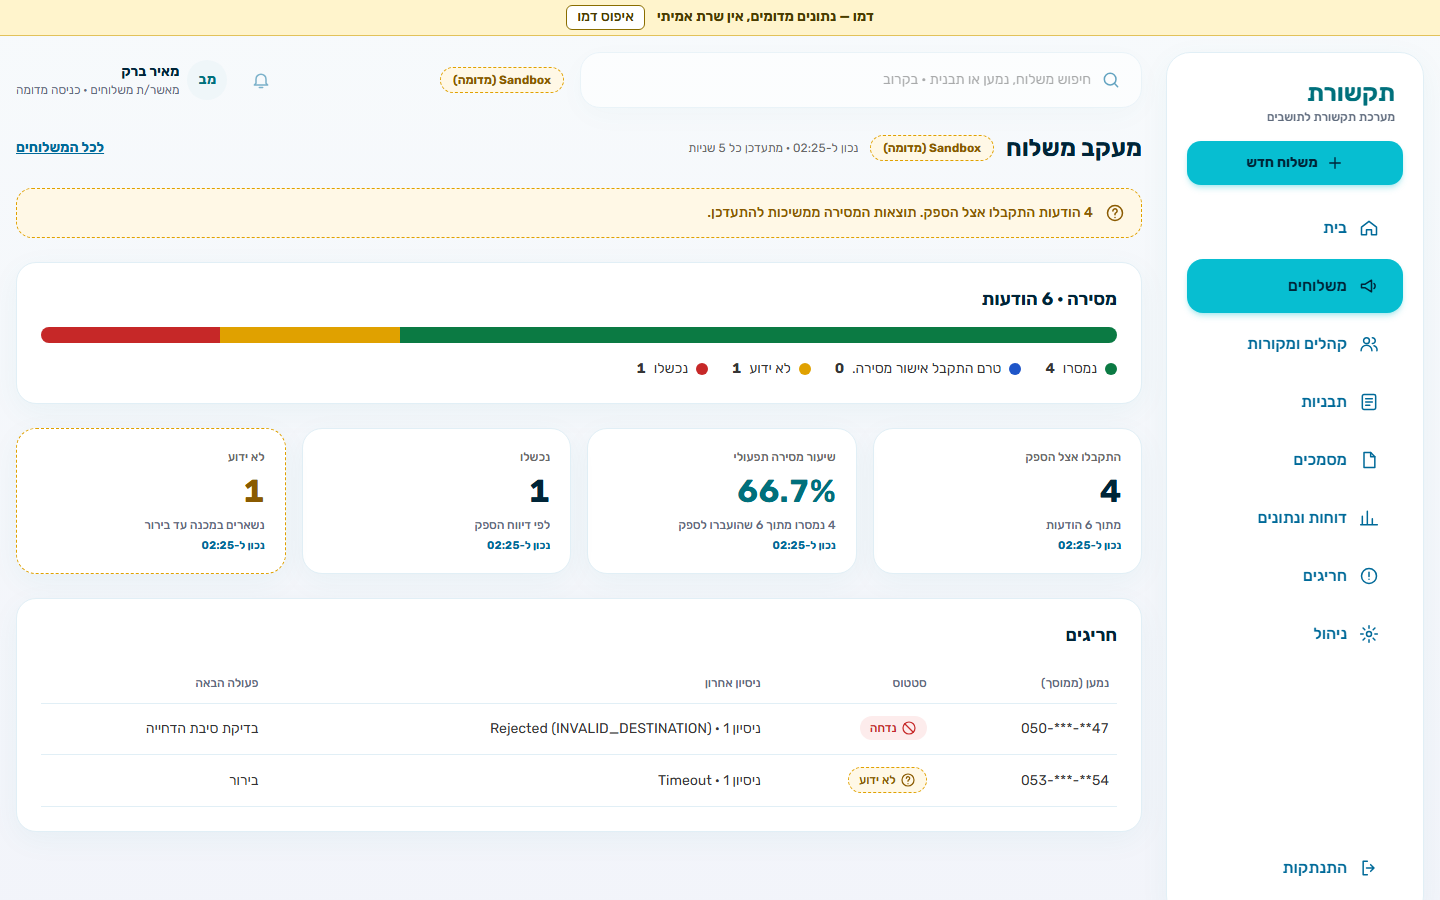 דמו – נתונים מדומים, אין שרת אמיתי
איפוס דמו
תקשורת
מערכת תקשורת לתושבים
משלוח חדש
בית
משלוחים
קהלים ומקורות
תבניות
מסמכים
דוחות ונתונים
חריגים
ניהול
התנתקות
חיפוש משלוח, נמען או תבנית • בקרוב
Sandbox (מדומה)
מב
מאיר ברק
מאשר/ת משלוחים • כניסה מדומה
מעקב משלוח
Sandbox (מדומה)
נכון ל-02:25 • מתעדכן כל 5 שניות
לכל המשלוחים
4 הודעות התקבלו אצל הספק. תוצאות המסירה ממשיכות להתעדכן.
מסירה • 6 הודעות
נמסרו 4
טרם התקבל אישור מסירה. 0
לא ידוע 1
נכשלו 1
התקבלו אצל הספק
4
מתוך 6 הודעות
נכון ל-02:25
שיעור מסירה תפעולי
66.7%
4 נמסרו מתוך 6 שהועברו לספק
נכון ל-02:25
נכשלו
1
לפי דיווח הספק
נכון ל-02:25
לא ידוע
1
נשארים במכנה עד בירור
נכון ל-02:25
חריגים
נמען (ממוסך) סטטוס ניסיון אחרון פעולה הבאה
050-***-**47 נדחה ניסיון 1 • Rejected (INVALID_DESTINATION) בדיקת סיבת הדחייה
053-***-**54 לא ידוע ניסיון 1 • Timeout בירור